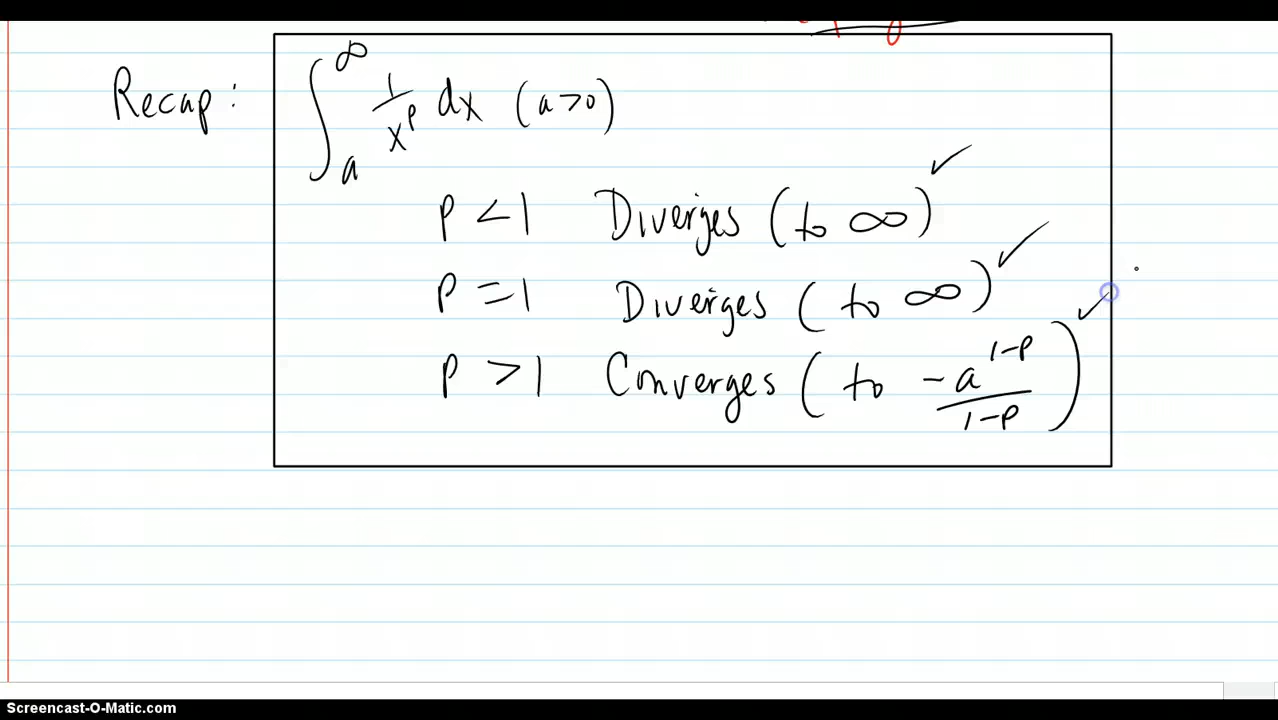 Recap: ∫_a^∞ 1/x^p dx (a>0)
P < 1 Diverges (to ∞) ✓
P = 1 Diverges (to ∞) ✓
P > 1 Converges (to -a^(1-P)/(1-P)) ✓
Screencast-O-Matic.com